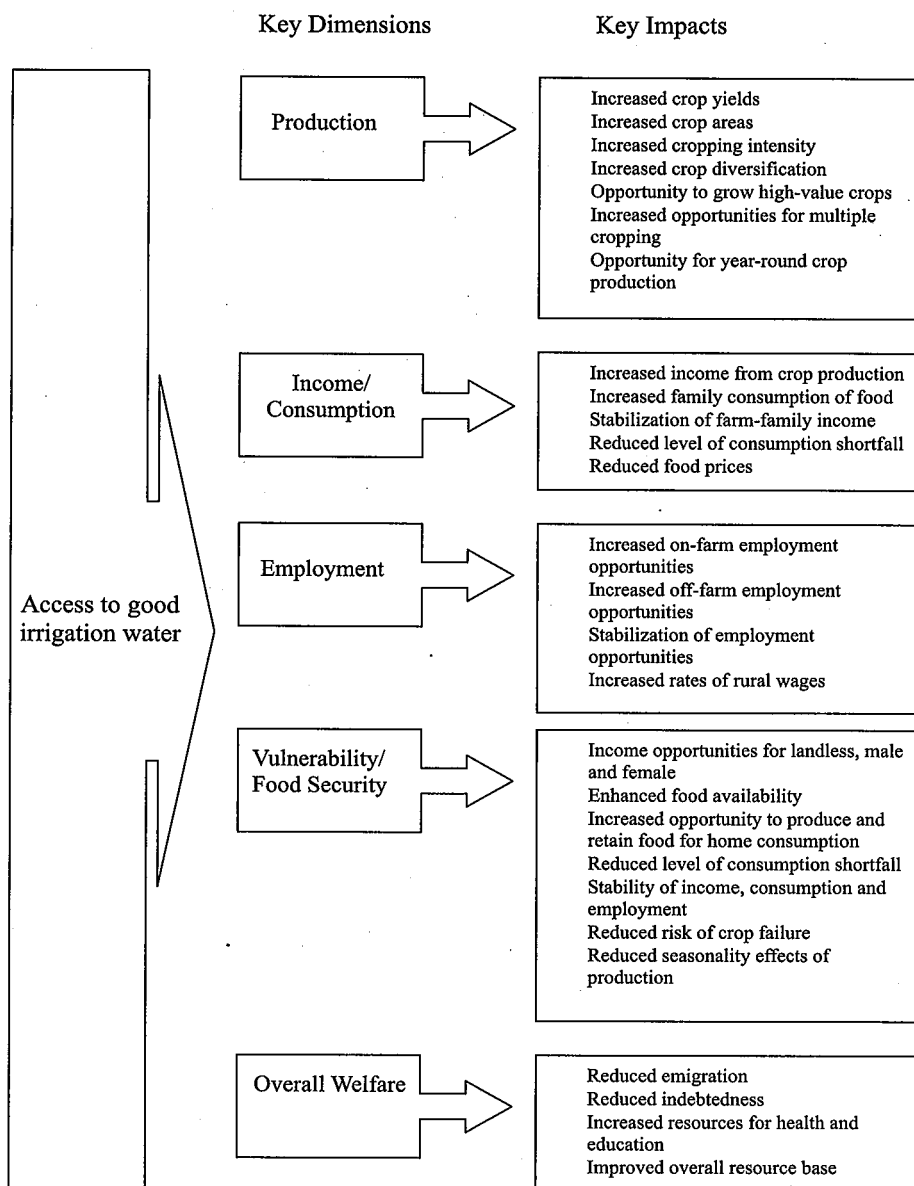 Key Dimensions
Key Impacts
Access to good
irrigation water
Production
Increased crop yields
Increased crop areas
Increased cropping intensity
Increased crop diversification
Opportunity to grow high-value crops
Increased opportunities for multiple
cropping
Opportunity for year-round crop
production
Income/
Consumption
Increased income from crop production
Increased family consumption of food
Stabilization of farm-family income
Reduced level of consumption shortfall
Reduced food prices
Employment
Increased on-farm employment
opportunities
Increased off-farm employment
opportunities
Stabilization of employment
opportunities
Increased rates of rural wages
Vulnerability/
Food Security
Income opportunities for landless, male
and female
Enhanced food availability
Increased opportunity to produce and
retain food for home consumption
Reduced level of consumption shortfall
Stability of income, consumption and
employment
Reduced risk of crop failure
Reduced seasonality effects of
production
Overall Welfare
Reduced emigration
Reduced indebtedness
Increased resources for health and
education
Improved overall resource base